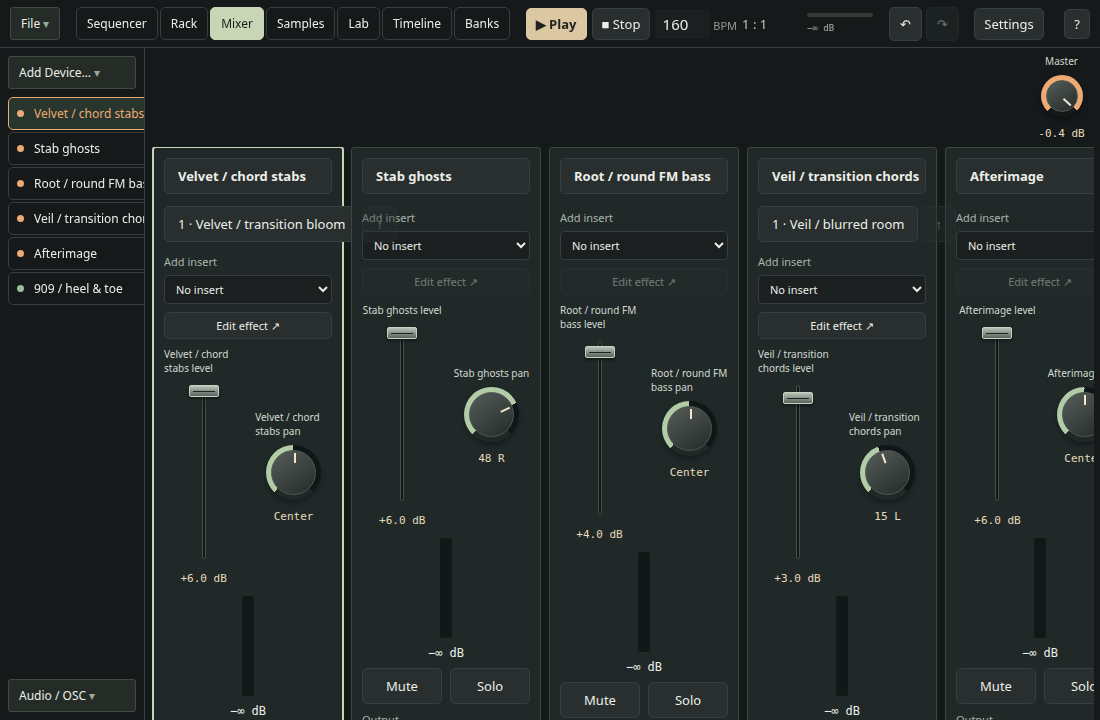 File ▾
Sequencer
Rack
Mixer
Samples
Lab
Timeline
Banks
▶ Play
■ Stop
160
BPM
1 : 1
−∞ dB
↶
↷
Settings
?
Add Device... ▾
Velvet / chord stabs
Stab ghosts
Root / round FM bas
Veil / transition chor
Afterimage
909 / heel & toe
Audio / OSC ▾
Master
-0.4 dB
Velvet / chord stabs
1 · Velvet / transition bloom
↑
Add insert
No insert
Edit effect ↗
Velvet / chord
stabs level
Velvet / chord
stabs pan
Center
+6.0 dB
−∞ dB
Stab ghosts
Add insert
No insert
Edit effect ↗
Stab ghosts level
Stab ghosts pan
48 R
+6.0 dB
−∞ dB
Mute
Solo
Output
Root / round FM bass
Add insert
No insert
Edit effect ↗
Root / round FM
bass level
Root / round FM
bass pan
Center
+4.0 dB
−∞ dB
Mute
Solo
Veil / transition chords
1 · Veil / blurred room
↑
Add insert
No insert
Edit effect ↗
Veil / transition
chords level
Veil / transition
chords pan
15 L
+3.0 dB
−∞ dB
Afterimage
Add insert
No insert
Edit effect ↗
Afterimage level
Afterimag
Cente
+6.0 dB
−∞ dB
Mute
Solo
Output